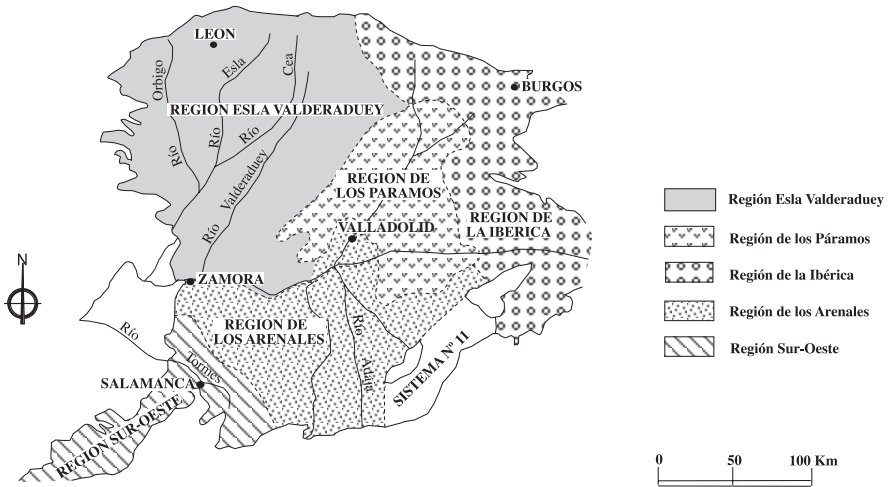 LEON
Orbigo
Esla
Cea
BURGOS
REGION ESLA VALDERADUEY
Río
Río
Río
Valderaduey
Río
REGION DE
LOS PARAMOS
VALLADOLID
REGION DE
LA IBERICA
N
ZAMORA
Río
REGION DE
LOS ARENALES
Río
Adaja
Tormes
SALAMANCA
SISTEMA Nº 11
REGION SUR-OESTE
Región Esla Valderaduey
Región de los Páramos
Región de la Ibérica
Región de los Arenales
Región Sur-Oeste
0 50 100 Km